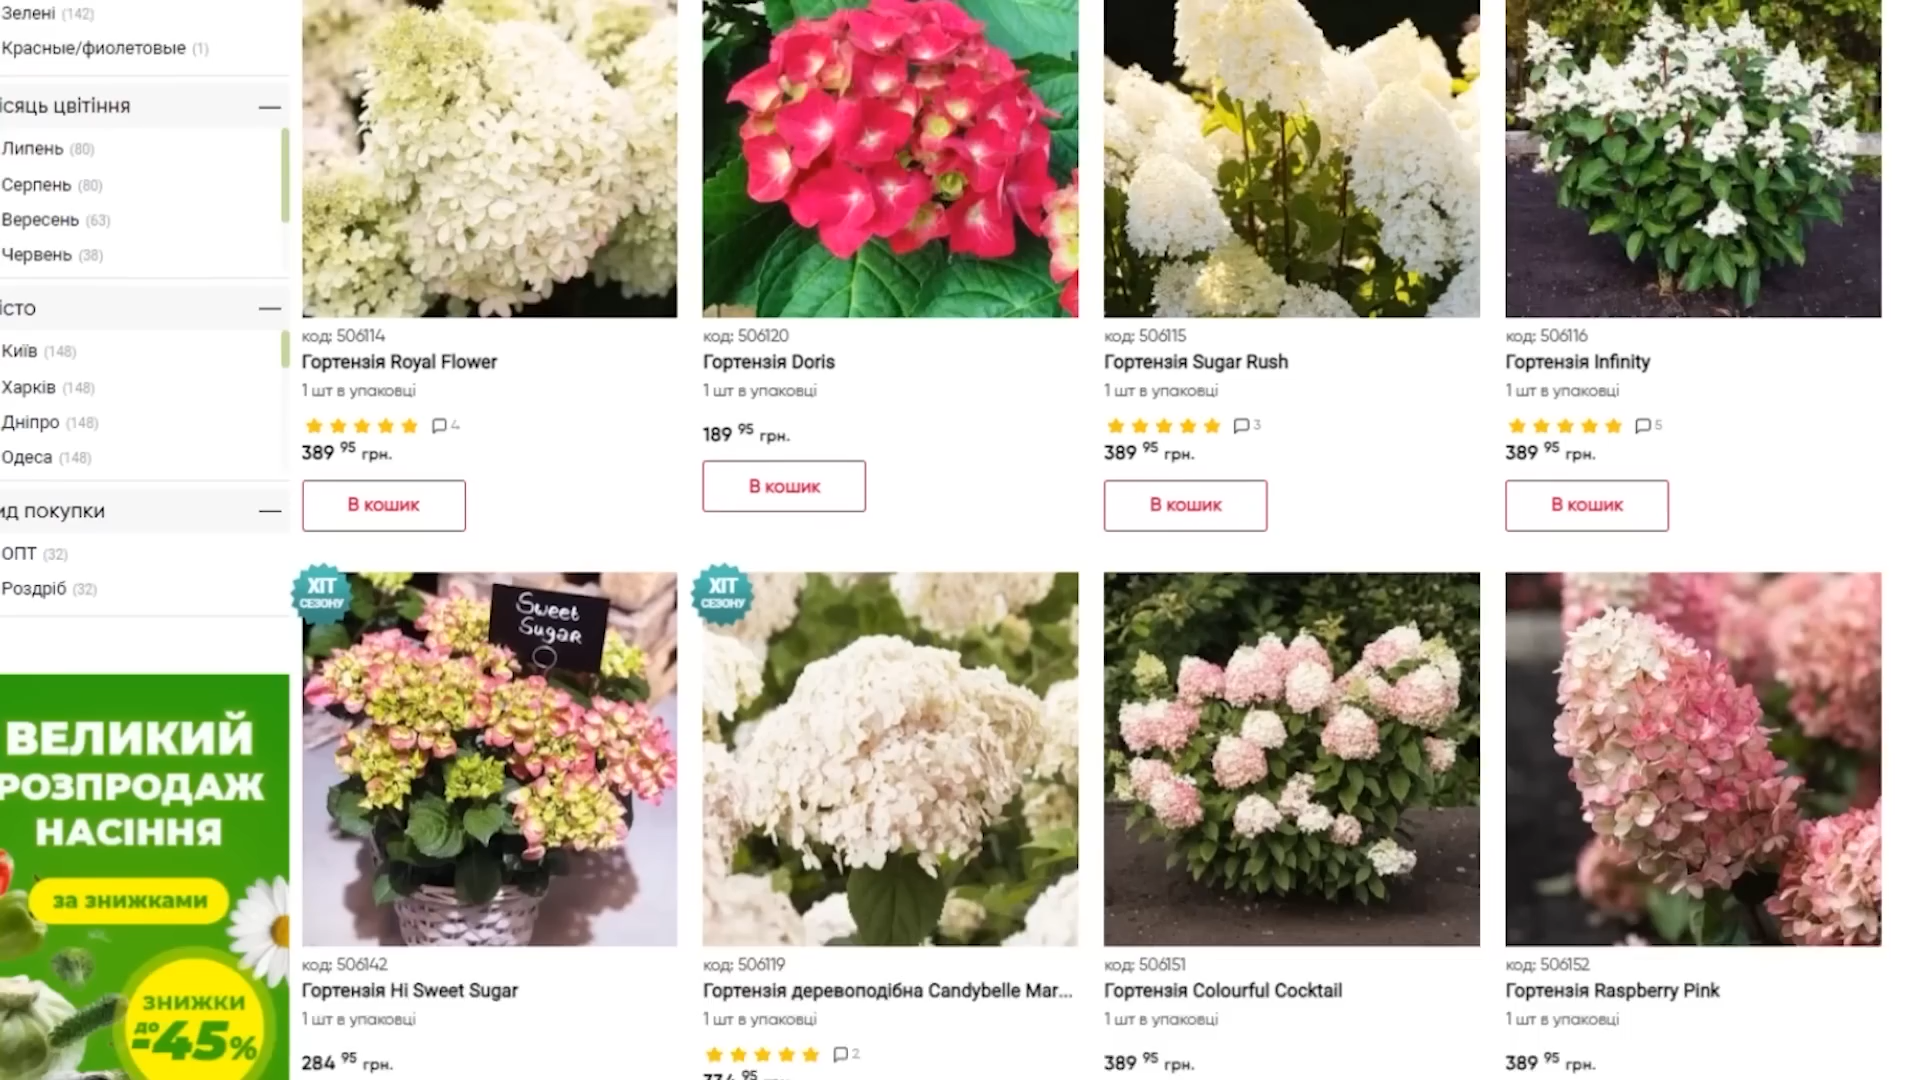 Зелені (142)
Красные/фиолетовые (1)
ісяць цвітіння
Липень (80)
Серпень (80)
Вересень (63)
Червень (38)
істо
Київ (148)
Харків (148)
Дніпро (148)
Одеса (148)
ид покупки
ОПТ (32)
Роздріб (32)
ВЕЛИКИЙ
РОЗПРОДАЖ
НАСІННЯ
за знижками
ЗНИЖКИ
до
-45%
код: 506114
Гортензія Royal Flower
1 шт в упаковці
4
389 95 грн.
В кошик
код: 506120
Гортензія Doris
1 шт в упаковці
189 95 грн.
В кошик
код: 506115
Гортензія Sugar Rush
1 шт в упаковці
3
389 95 грн.
В кошик
код: 506116
Гортензія Infinity
1 шт в упаковці
5
389 95 грн.
В кошик
ХІТ
СЕЗОНУ
Sweet
Sugar
код: 506142
Гортензія Hi Sweet Sugar
1 шт в упаковці
284 95 грн.
ХІТ
СЕЗОНУ
код: 506119
Гортензія деревоподібна Candybelle Mar...
1 шт в упаковці
2
код: 506151
Гортензія Colourful Cocktail
1 шт в упаковці
389 95 грн.
код: 506152
Гортензія Raspberry Pink
1 шт в упаковці
389 95 грн.